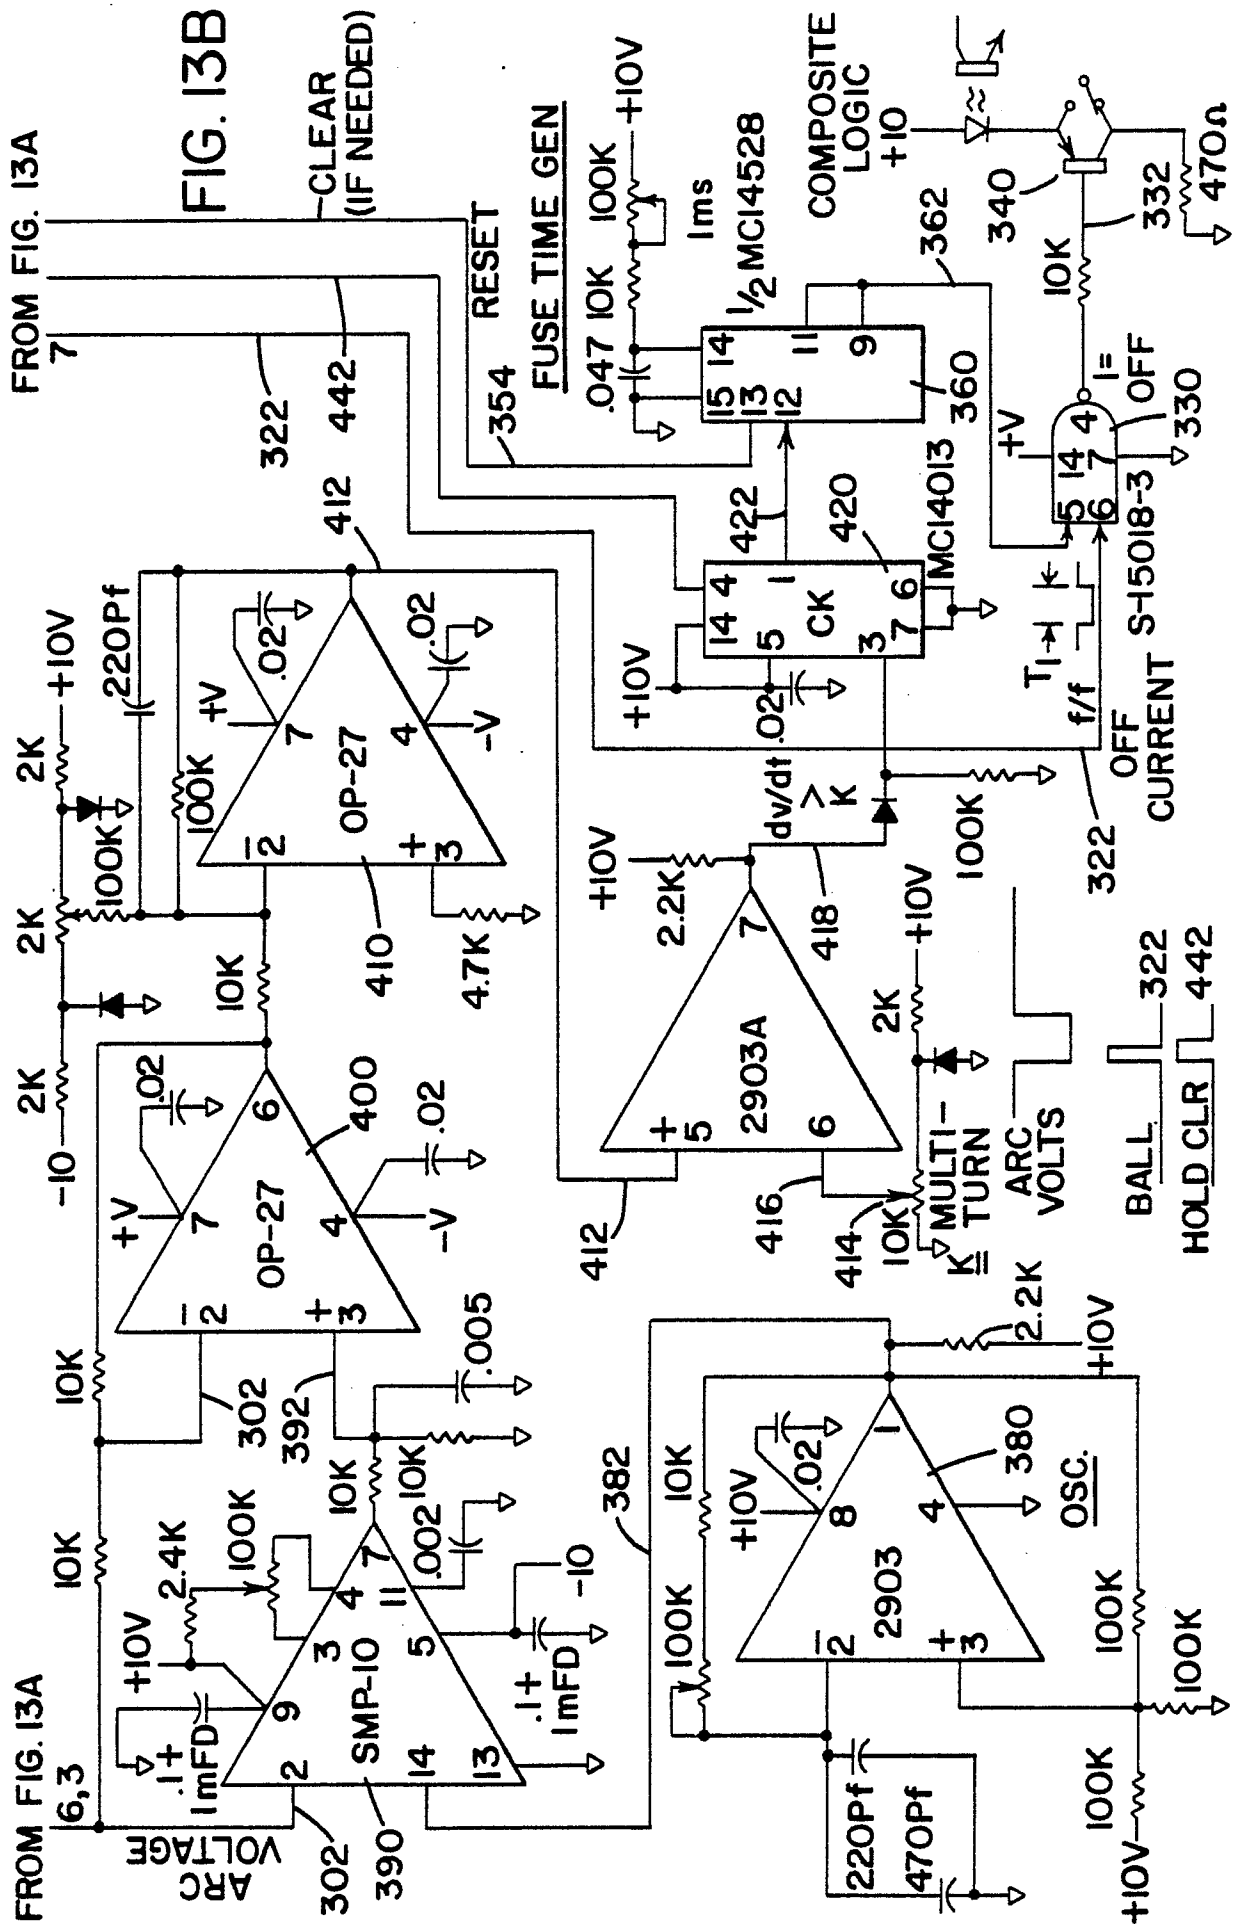 FIG. 13B
FROM FIG. 13A
7
CLEAR
(IF NEEDED)
322
442
354
RESET
FROM FIG. 13A
6,3
ARC
VOLTAGE
302
390
10K
10K
.1+
1mFD
+10V
2.4K
100K
9
3
4
2
SMP-10
7
14
13
5
11
.002
.1+
1mFD
-10
10K
10K
302
392
.005
+V
.02
7
-
2
OP-27
6
+
3
4
-V
.02
400
-10
2K
2K
2K
+10V
100K
220Pf
100K
10K
+V
.02
7
-
2
OP-27
+
3
4
-V
.02
410
4.7K
412
FUSE TIME GEN
+10V
100K
10K
.047
1ms
1/2 MC14528
15
14
13
12
11
9
360
362
422
+10V
14
4
5
1
CK
3
7
6
420
MC14013
.02
+10V
2.2K
dv/dt
>
K
418
100K
412
+
5
2903A
7
6
416
414
10K
MULTI-
TURN
K=
2K
+10V
322
COMPOSITE
LOGIC
+10
340
332
470Ω
10K
+V
5
14
4
6
7
1=
OFF
330
S-15018-3
T1
f/f
OFF
CURRENT
382
10K
100K
+10V
.02
8
-
2
2903
1
+
3
4
380
OSC.
2.2K
+10V
220Pf
470Pf
100K
100K
100K
+10V
ARC
VOLTS
BALL
322
HOLD CLR
442